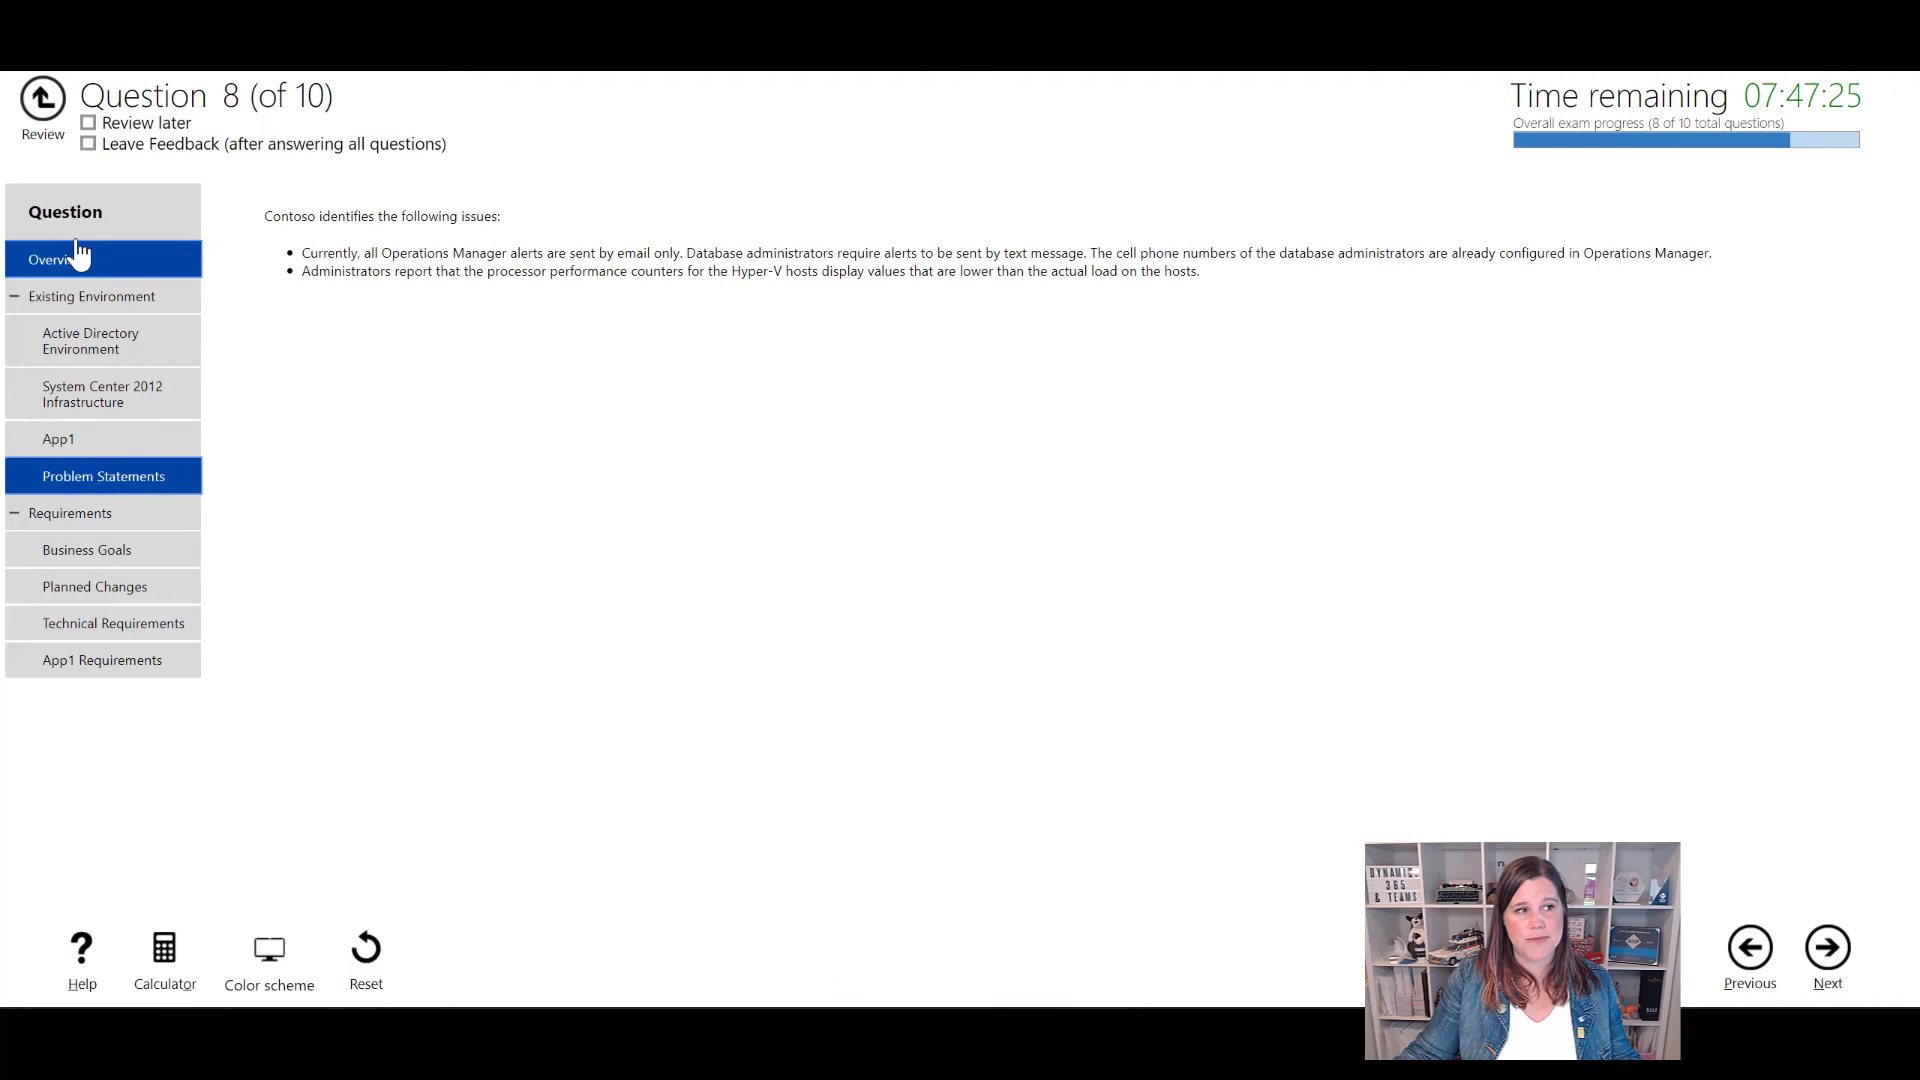 Question 8 (of 10)
Review later
Leave Feedback (after answering all questions)
Review
Time remaining 07:47:25
Overall exam progress (8 of 10 total questions)
Question
Existing Environment
Active Directory
Environment
System Center 2012
Infrastructure
App1
Problem Statements
Requirements
Business Goals
Planned Changes
Technical Requirements
App1 Requirements
Contoso identifies the following issues:
Currently, all Operations Manager alerts are sent by email only. Database administrators require alerts to be sent by text message. The cell phone numbers of the database administrators are already configured in Operations Manager.
Administrators report that the processor performance counters for the Hyper-V hosts display values that are lower than the actual load on the hosts.
Help
Calculator
Color scheme
Reset
DYNAMIC
365
& TEAMS
Previous
Next